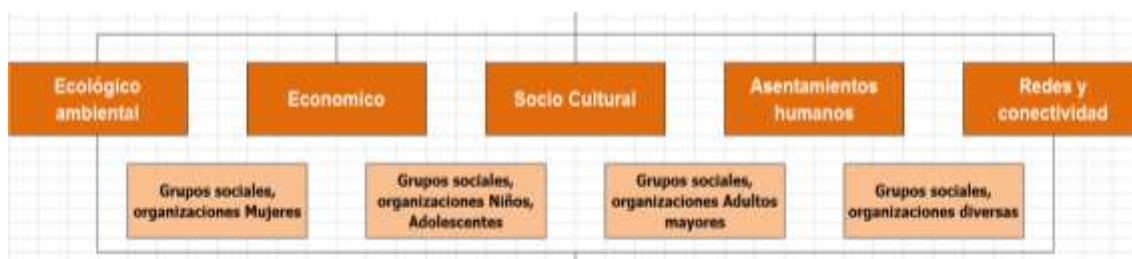 Ecológico
ambiental
Economico
Socio Cultural
Asentamientos
humanos
Redes y
conectividad
Grupos sociales,
organizaciones Mujeres
Grupos sociales,
organizaciones Niños,
Adolescentes
Grupos sociales,
organizaciones Adultos
mayores
Grupos sociales,
organizaciones diversas